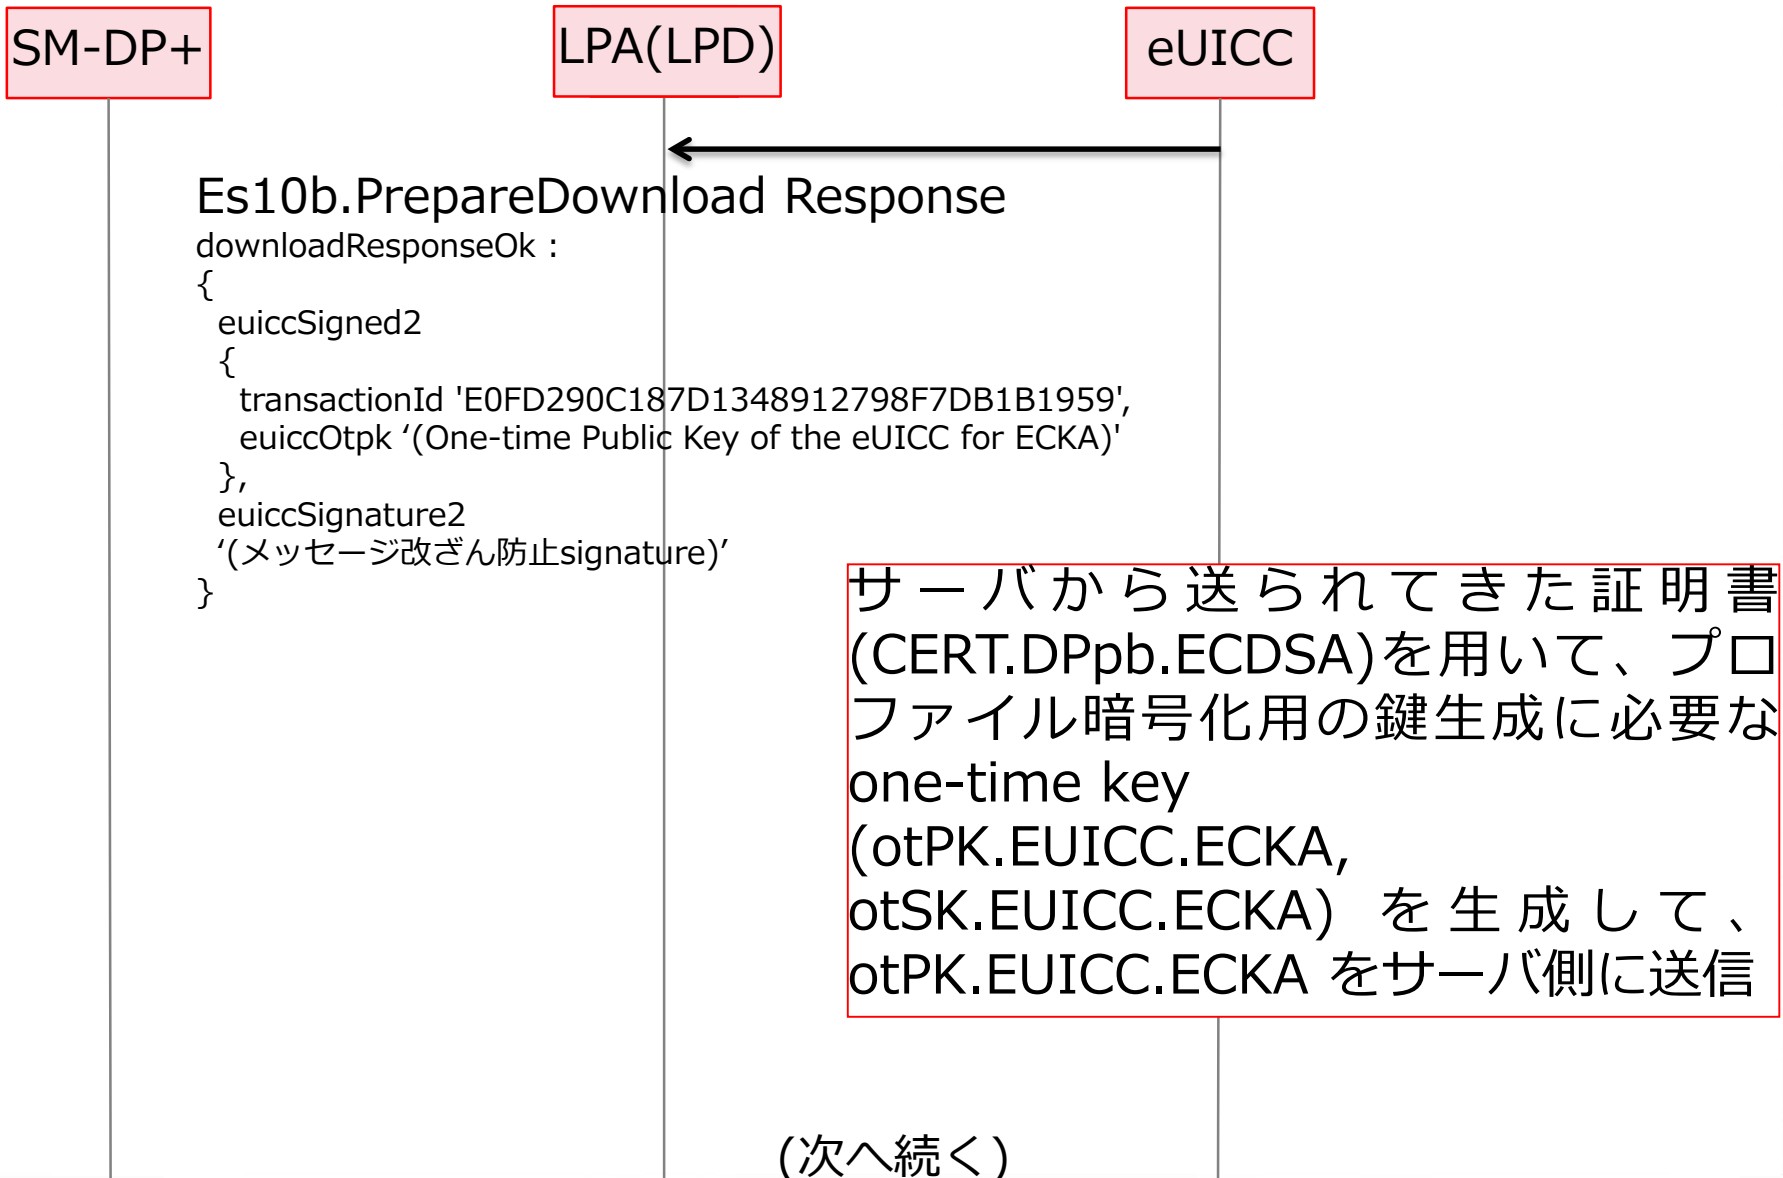 SM-DP+
LPA(LPD)
eUICC
Es10b.PrepareDownload Response
downloadResponseOk :
{
euiccSigned2
{
transactionId 'E0FD290C187D1348912798F7DB1B1959',
euiccOtpk ‘(One-time Public Key of the eUICC for ECKA)'
},
euiccSignature2
‘(メッセージ改ざん防止signature)’
}
サーバから送られてきた証明書
(CERT.DPpb.ECDSA)を用いて、プロ
ファイル暗号化用の鍵生成に必要な
one-time key
(otPK.EUICC.ECKA,
otSK.EUICC.ECKA) を生成して、
otPK.EUICC.ECKA をサーバ側に送信
(次へ続く)